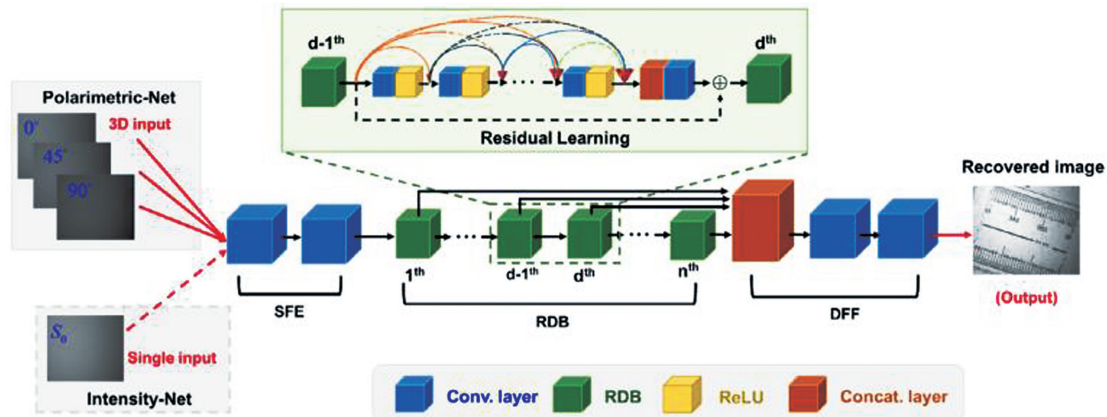 d-1th
dth
Residual Learning
Polarimetric-Net
0°
45°
90°
3D input
Recovered image
(Output)
1th
d-1th
dth
nth
SFE
RDB
DFF
S0
Single input
Intensity-Net
Conv. layer
RDB
ReLU
Concat. layer